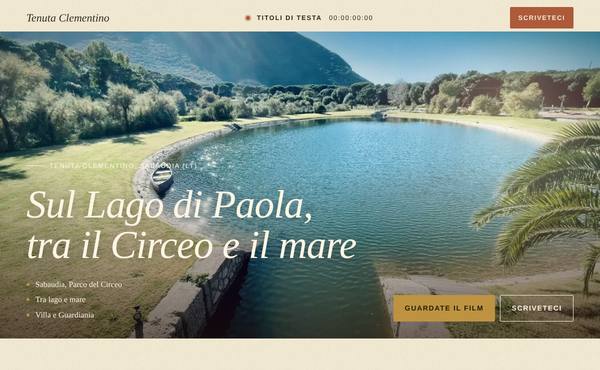 Tenuta Clementino
TITOLI DI TESTA 00:00:00:00
SCRIVETECI
TENUTA CLEMENTINO, SABAUDIA (LT)
Sul Lago di Paola,
tra il Circeo e il mare
Sabaudia, Parco del Circeo
Tra lago e mare
Villa e Guardiania
GUARDATE IL FILM
SCRIVETECI